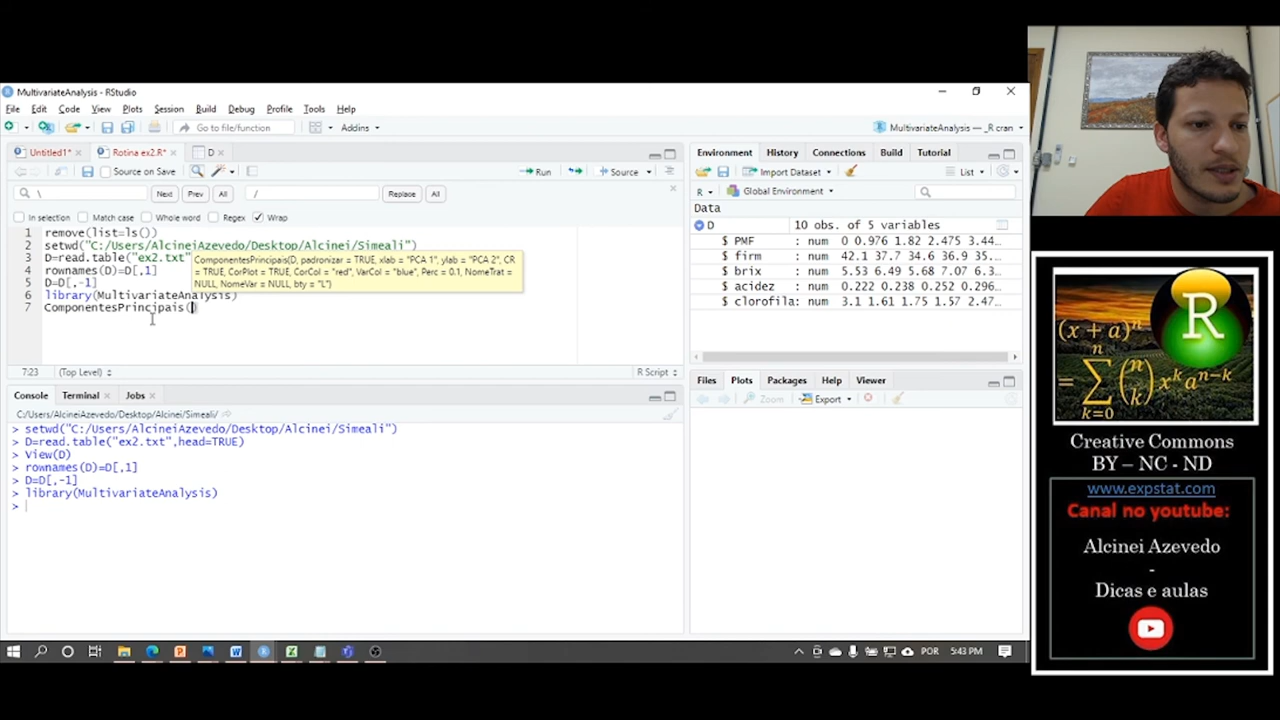 MultivariateAnalysis - RStudio
File Edit Code View Plots Session Build Debug Profile Tools Help
Go to file/function Addins MultivariateAnalysis — _R cran
Untitled1* Rotina ex2.R* D
Source on Save Run Source
\ Next Prev All / Replace All
In selection Match case Whole word Regex Wrap
1 remove(list=ls())
2 setwd("C:/Users/AlcineiAzevedo/Desktop/Alcinei/Simeali")
3 D=read.table("ex2.txt"
4 rownames(D)=D[,1]
5 D=D[,-1]
6 library(MultivariateAnalysis)
7 ComponentesPrincipais()
ComponentesPrincipais(D, padronizar = TRUE, xlab = "PCA 1", ylab = "PCA 2", CR
= TRUE, CorPlot = TRUE, CorCol = "red", VarCol = "blue", Perc = 0.1, NomeTrat =
NULL, NomeVar = NULL, bty = "L")
7:23 (Top Level) R Script
Console Terminal Jobs
C:/Users/AlcineiAzevedo/Desktop/Alcinei/Simeali/
> setwd("C:/Users/AlcineiAzevedo/Desktop/Alcinei/Simeali")
> D=read.table("ex2.txt",head=TRUE)
> View(D)
> rownames(D)=D[,1]
> D=D[,-1]
> library(MultivariateAnalysis)
>
Environment History Connections Build Tutorial
Import Dataset List
R Global Environment
Data
D 10 obs. of 5 variables
$ PMF : num 0 0.976 1.82 2.475 3.44...
$ firm : num 42.1 37.7 34.6 36.9 35...
$ brix : num 5.53 6.49 5.68 7.07 6.3...
$ acidez : num 0.222 0.238 0.252 0.296...
$ clorofila: num 3.1 1.61 1.75 1.57 2.47...
Files Plots Packages Help Viewer
Zoom Export
POR 5:43 PM
(x + a)ⁿ
= ∑ n k=0 (n k) xᵏ aⁿ⁻ᵏ
R
Creative Commons
BY – NC - ND
www.expstat.com
Canal no youtube:
Alcinei Azevedo
-
Dicas e aulas